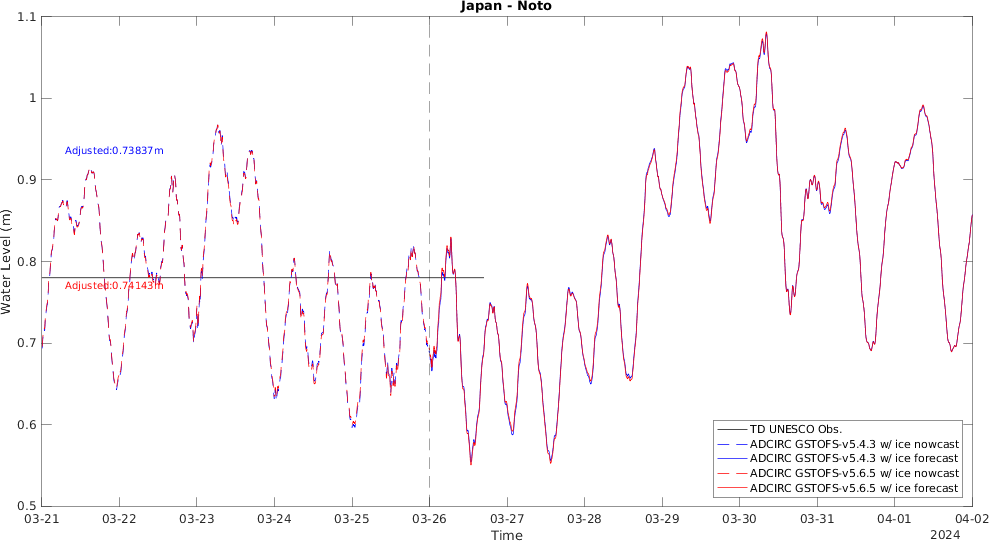 Japan - Noto
1.1
1
0.9
0.8
0.7
0.6
0.5
Water Level (m)
Adjusted:0.73837m
Adjusted:0.74143m
TD UNESCO Obs.
ADCIRC GSTOFS-v5.4.3 w/ ice nowcast
ADCIRC GSTOFS-v5.4.3 w/ ice forecast
ADCIRC GSTOFS-v5.6.5 w/ ice nowcast
ADCIRC GSTOFS-v5.6.5 w/ ice forecast
03-21 03-22 03-23 03-24 03-25 03-26 03-27 03-28 03-29 03-30 03-31 04-01 04-02
Time
2024